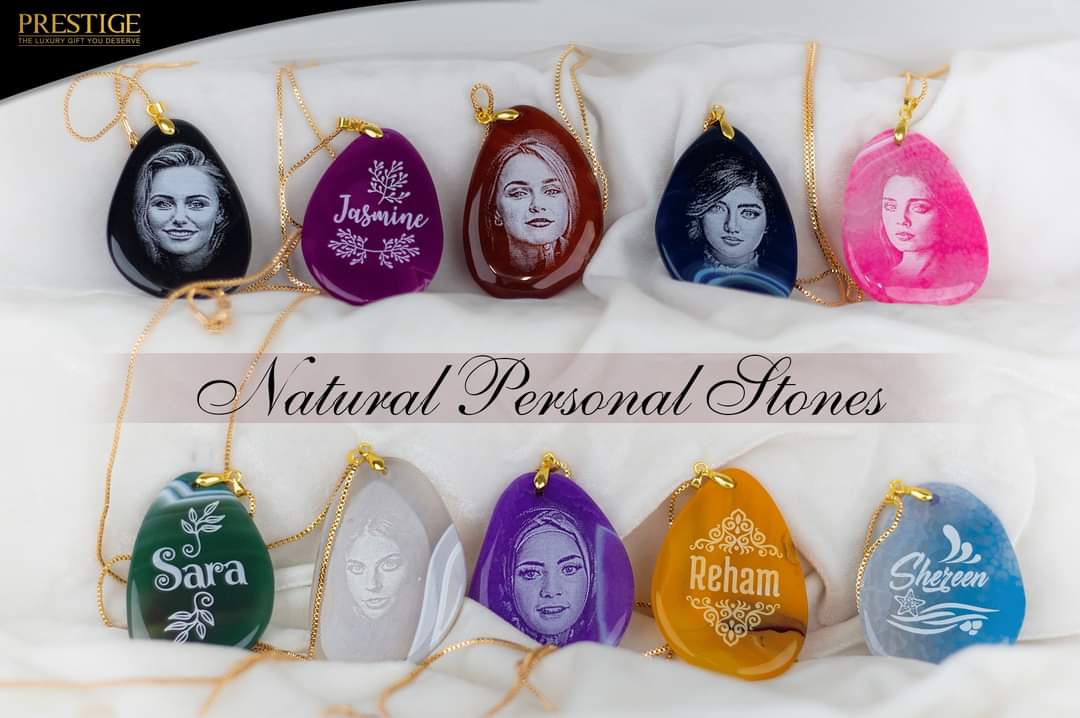 PRESTIGE
THE LUXURY GIFT YOU DESERVE
Jasmine
Natural Personal Stones
Sara
Reham
Shereen